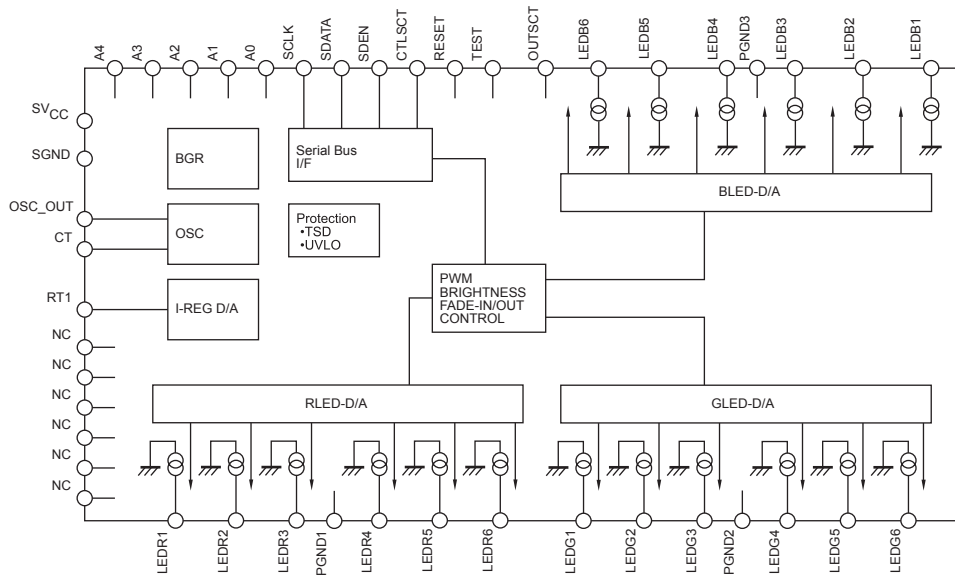 A4
A3
A2
A1
A0
SCLK
SDATA
SDEN
CTLSCT
RESET
TEST
OUTSCT
LEDB6
LEDB5
LEDB4
PGND3
LEDB3
LEDB2
LEDB1
SVCC
SGND
OSC_OUT
CT
RT1
NC
NC
NC
NC
NC
NC
BGR
Serial Bus
I/F
OSC
Protection
•TSD
•UVLO
I-REG D/A
BLED-D/A
PWM
BRIGHTNESS
FADE-IN/OUT
CONTROL
RLED-D/A
GLED-D/A
LEDR1
LEDR2
LEDR3
PGND1
LEDR4
LEDR5
LEDR6
LEDG1
LEDG2
LEDG3
PGND2
LEDG4
LEDG5
LEDG6